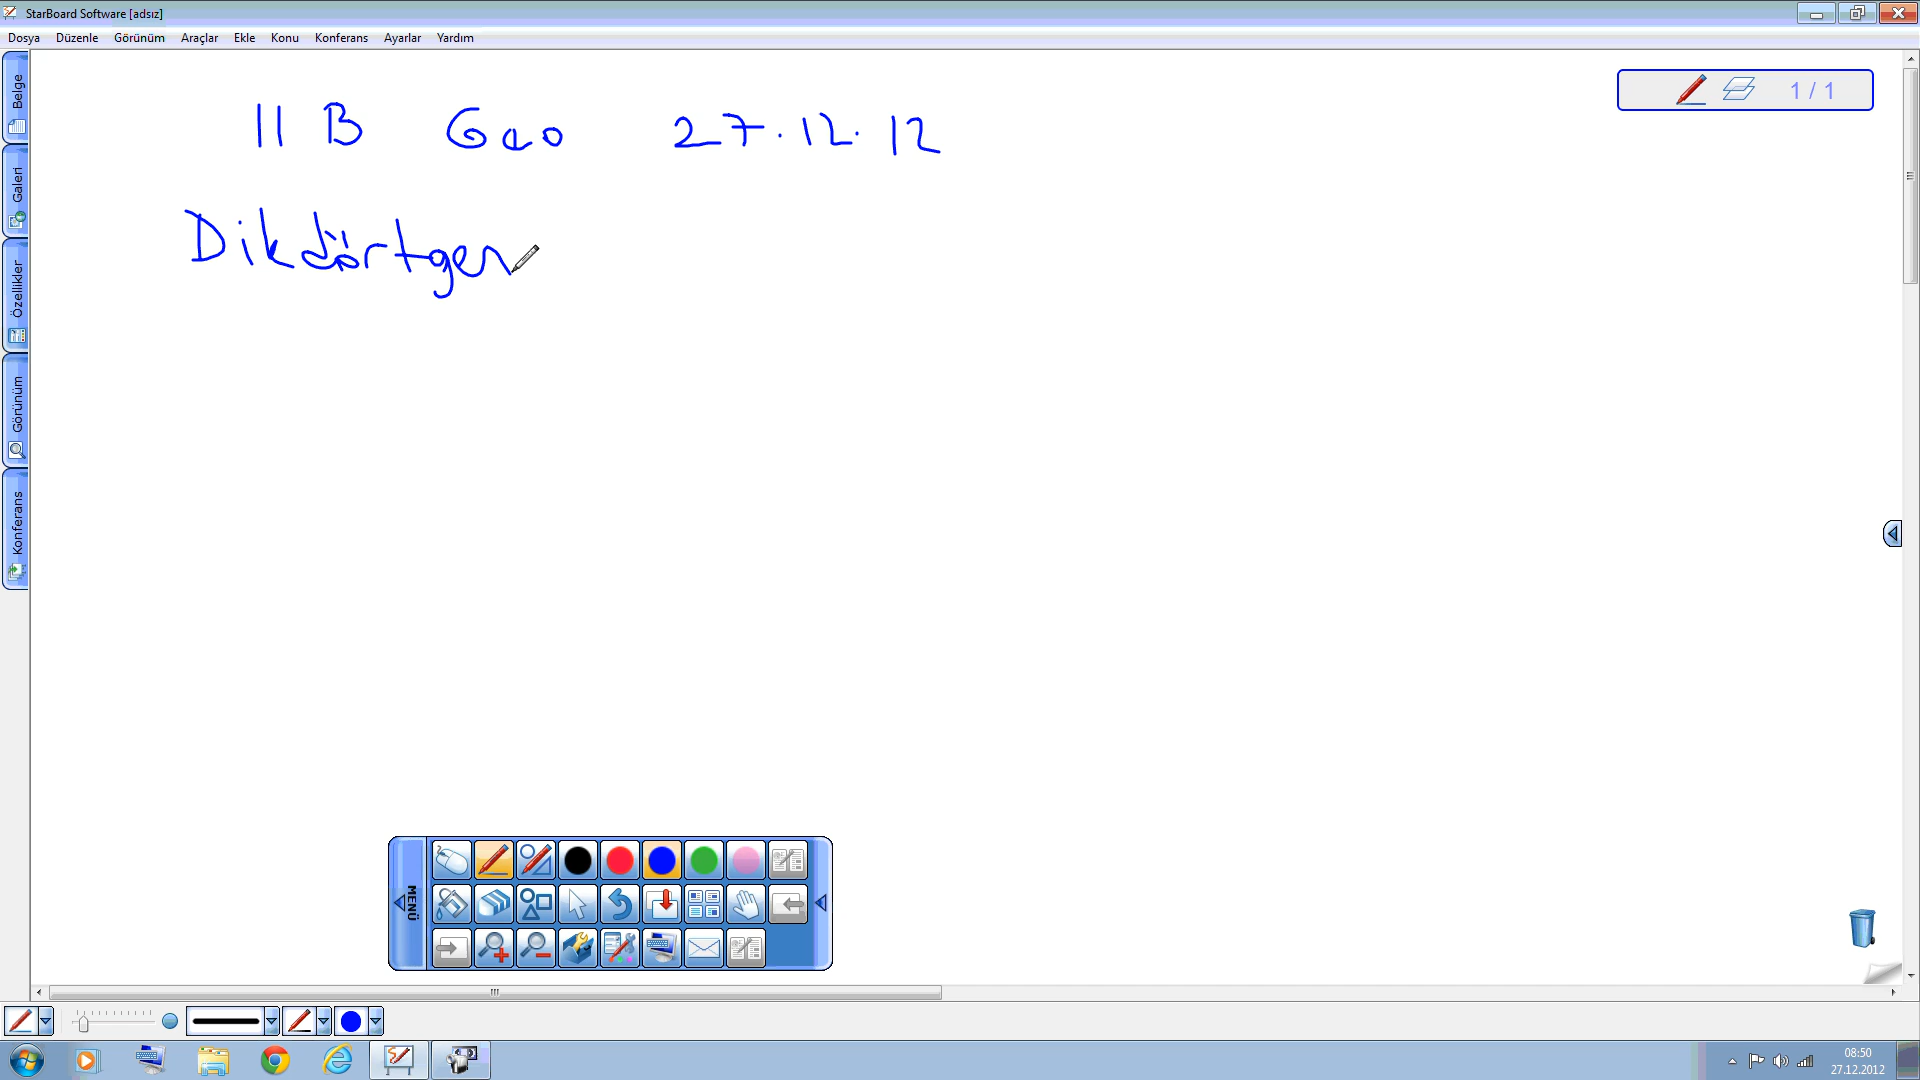 StarBoard Software [adsız]
Dosya Düzenle Görünüm Araçlar Ekle Konu Konferans Ayarlar Yardım
Belge
Galeri
Özellikler
Görünüm
Konferans
1 / 1
11 B Geo 27.12.12
Dikdörtgen
MENÜ
08:50
27.12.2012